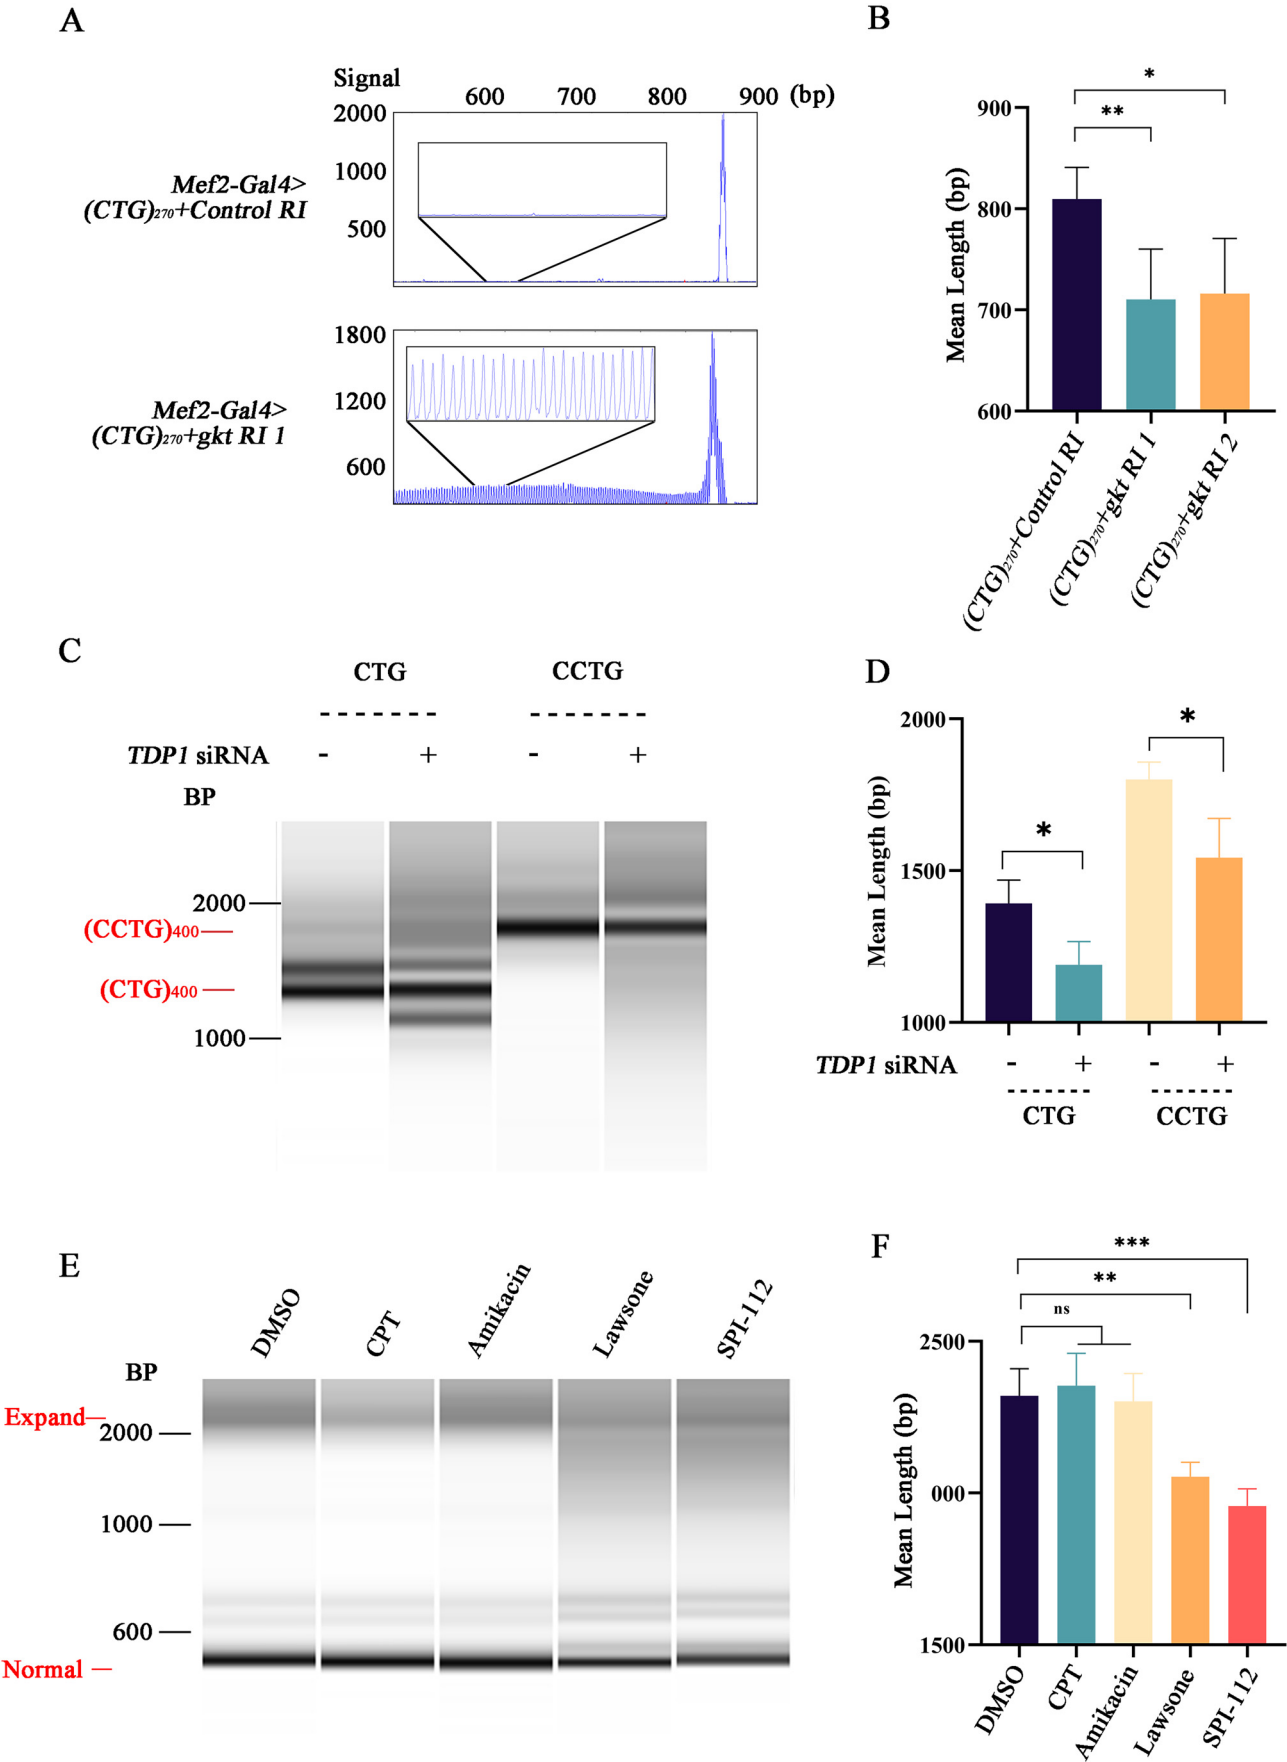 A
Signal
600 700 800 900 (bp)
2000
1000
500
Mef2-Gal4>
(CTG)270+Control RI
1800
1200
600
Mef2-Gal4>
(CTG)270+gkt RI 1
B
*
**
900
800
700
600
Mean Length (bp)
(CTG)270+Control RI
(CTG)270+gkt RI 1
(CTG)270+gkt RI 2
C
CTG CCTG
TDP1 siRNA - + - +
BP
2000
(CCTG)400
(CTG)400
1000
D
*
*
2000
1500
1000
Mean Length (bp)
TDP1 siRNA - + - +
CTG CCTG
E
DMSO CPT Amikacin Lawsone SPI-112
BP
Expand
2000
1000
600
Normal
F
***
**
ns
2500
000
1500
Mean Length (bp)
DMSO CPT Amikacin Lawsone SPI-112